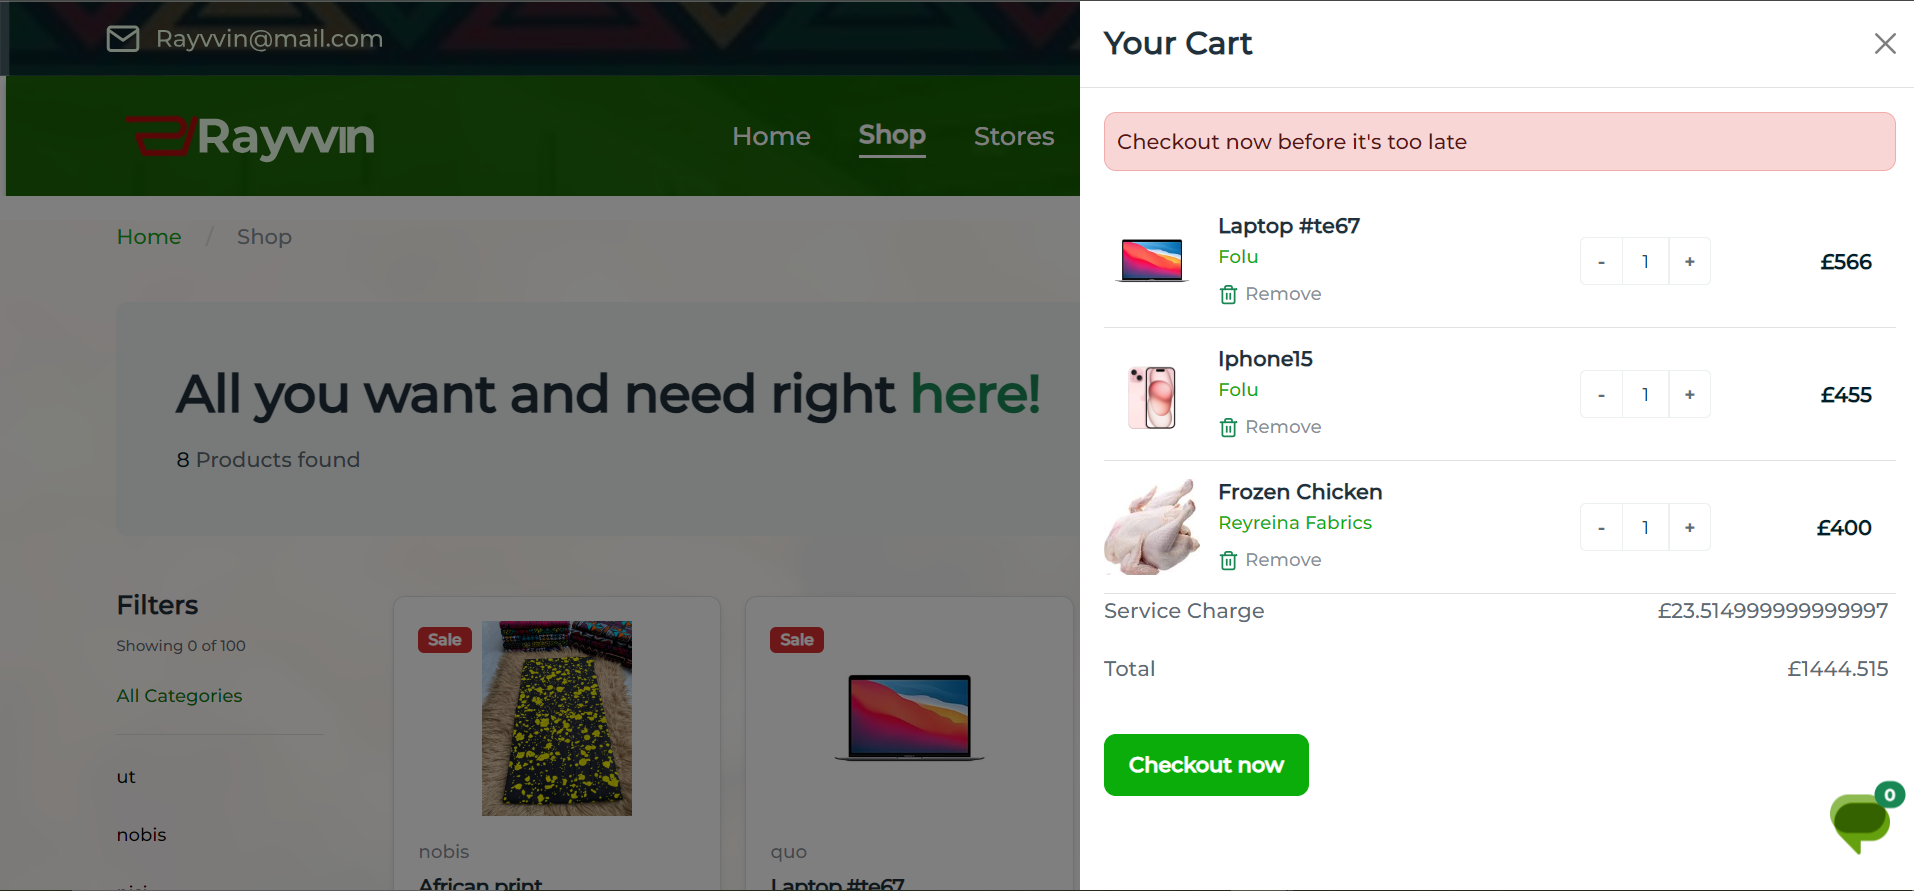 Rayvvin@mail.com
Rayvvin
Home Shop Stores
Home / Shop
All you want and need right here!
8 Products found
Filters
Showing 0 of 100
All Categories
ut
nobis
Sale
nobis
African print
Sale
quo
Laptop #te67
Your Cart
Checkout now before it's too late
Laptop #te67
Folu
Remove
- 1 +
£566
Iphone15
Folu
Remove
- 1 +
£455
Frozen Chicken
Reyreina Fabrics
Remove
- 1 +
£400
Service Charge £23.514999999999997
Total £1444.515
Checkout now
0